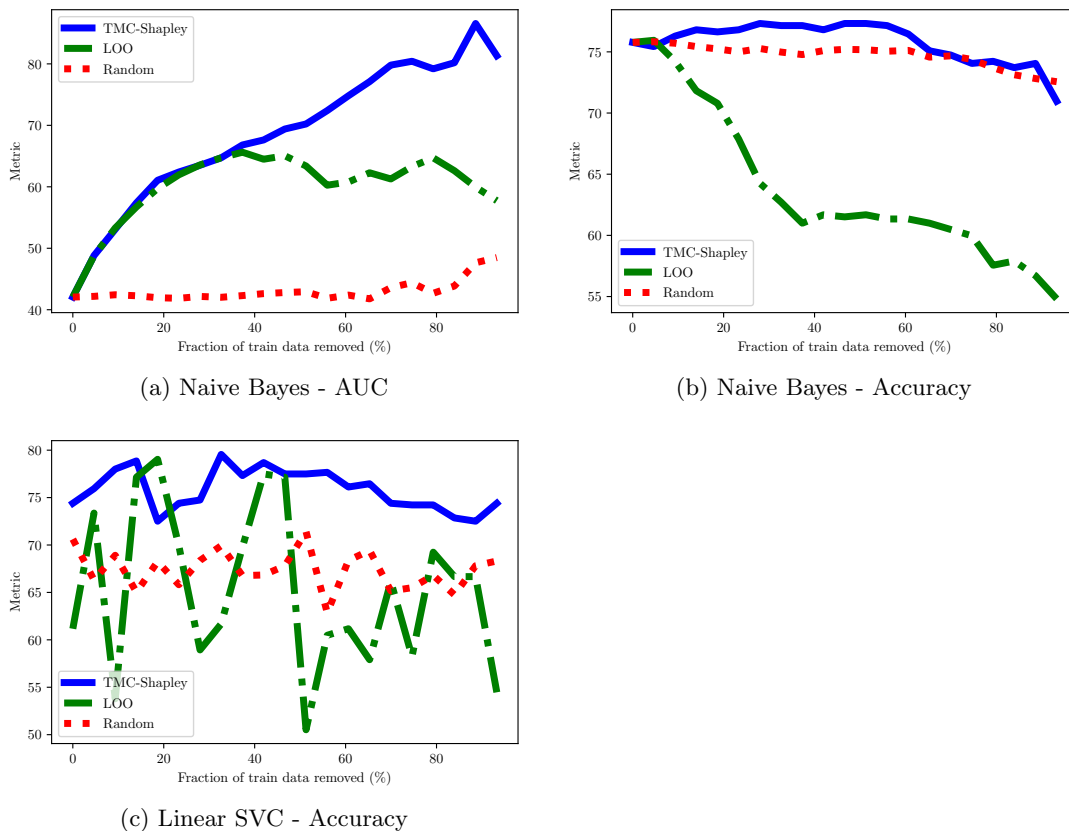 TMC-Shapley
LOO
Random
Metric
80
70
60
50
40
0
20
40
60
80
Fraction of train data removed (%)
(a) Naive Bayes - AUC
75
70
65
60
55
Metric
TMC-Shapley
LOO
Random
0
20
40
60
80
Fraction of train data removed (%)
(b) Naive Bayes - Accuracy
80
75
70
65
60
55
50
Metric
TMC-Shapley
LOO
Random
0
20
40
60
80
Fraction of train data removed (%)
(c) Linear SVC - Accuracy